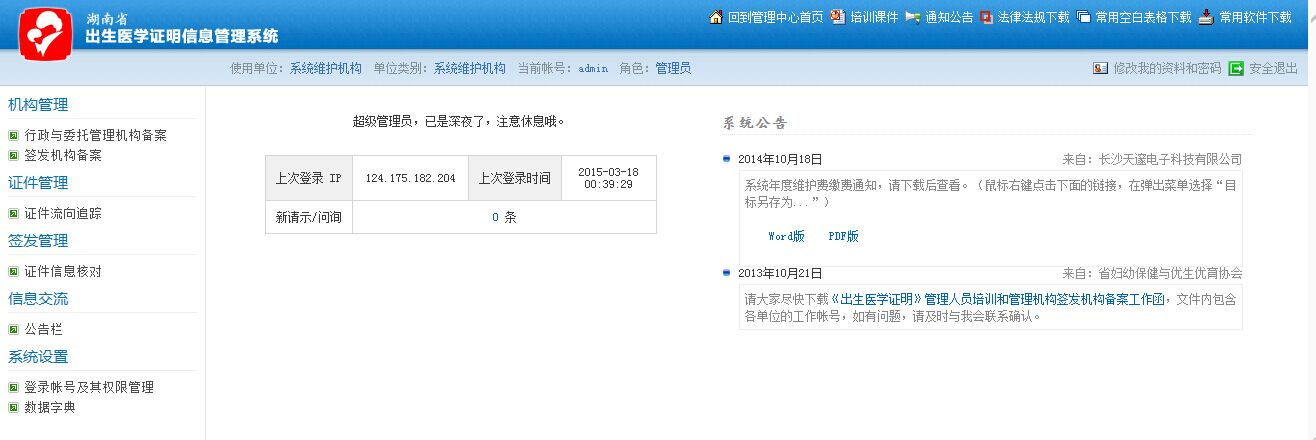 湖南省
出生医学证明信息管理系统
回到管理中心首页 培训课件 通知公告 法律法规下载 常用空白表格下载 常用软件下载
使用单位：系统维护机构 单位类别：系统维护机构 当前帐号：admin 角色：管理员
修改我的资料和密码 安全退出
机构管理
行政与委托管理机构备案
签发机构备案
证件管理
证件流向追踪
签发管理
证件信息核对
信息交流
公告栏
系统设置
登录帐号及其权限管理
数据字典
超级管理员，已是深夜了，注意休息哦。
上次登录 IP 124.175.182.204 上次登录时间 2015-03-18
00:39:29
新请示/问询 0 条
系统公告
2014年10月18日 来自：长沙天邃电子科技有限公司
系统年度维护费缴费通知，请下载后查看。（鼠标右键点击下面的链接，在弹出菜单选择“目
标另存为...”）
Word版 PDF版
2013年10月21日 来自：省妇幼保健与优生优育协会
请大家尽快下载《出生医学证明》管理人员培训和管理机构签发机构备案工作函，文件内包含
各单位的工作帐号，如有问题，请及时与我会联系确认。